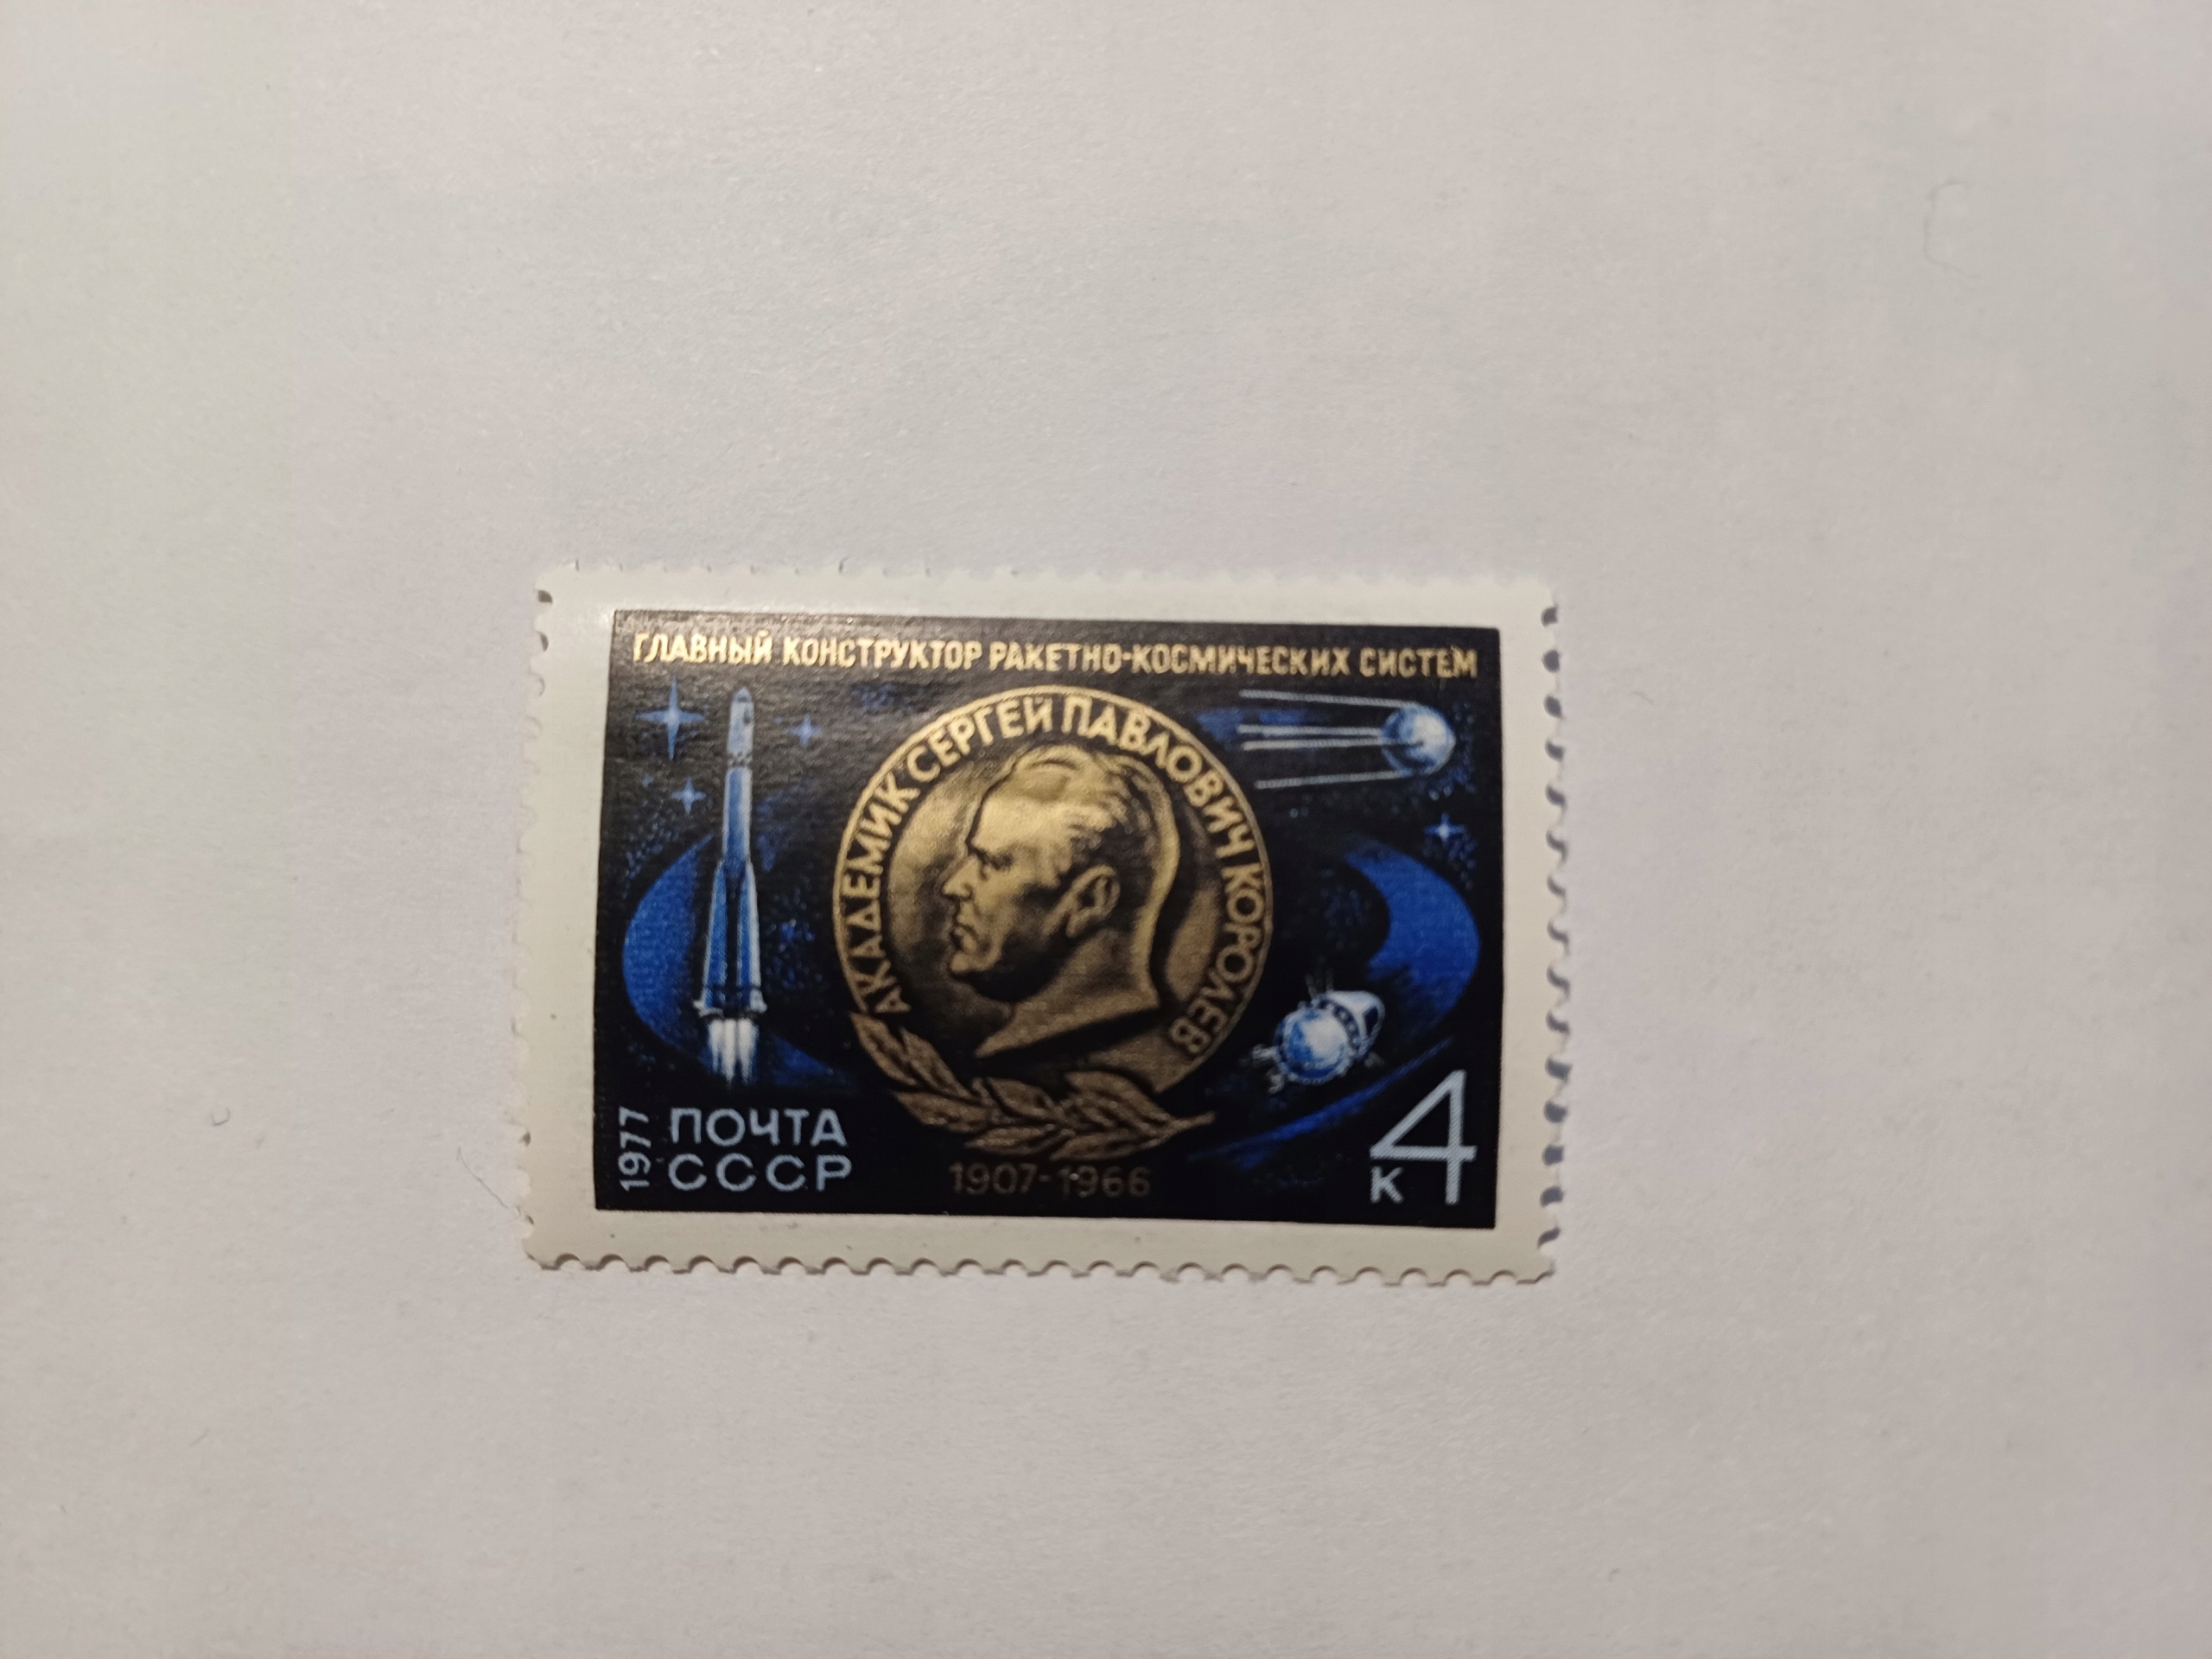 ГЛАВНЫЙ КОНСТРУКТОР РАКЕТНО-КОСМИЧЕСКИХ СИСТЕМ
АКАДЕМИК СЕРГЕЙ ПАВЛОВИЧ КОРОЛЕВ
1977
ПОЧТА
СССР
1907-1966
4
К